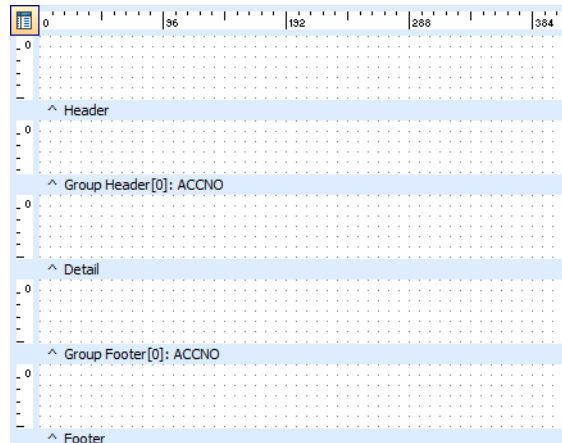 0 96 192 288 384
0
^ Header
0
^ Group Header[0]: ACCNO
0
^ Detail
0
^ Group Footer[0]: ACCNO
0
^ Footer